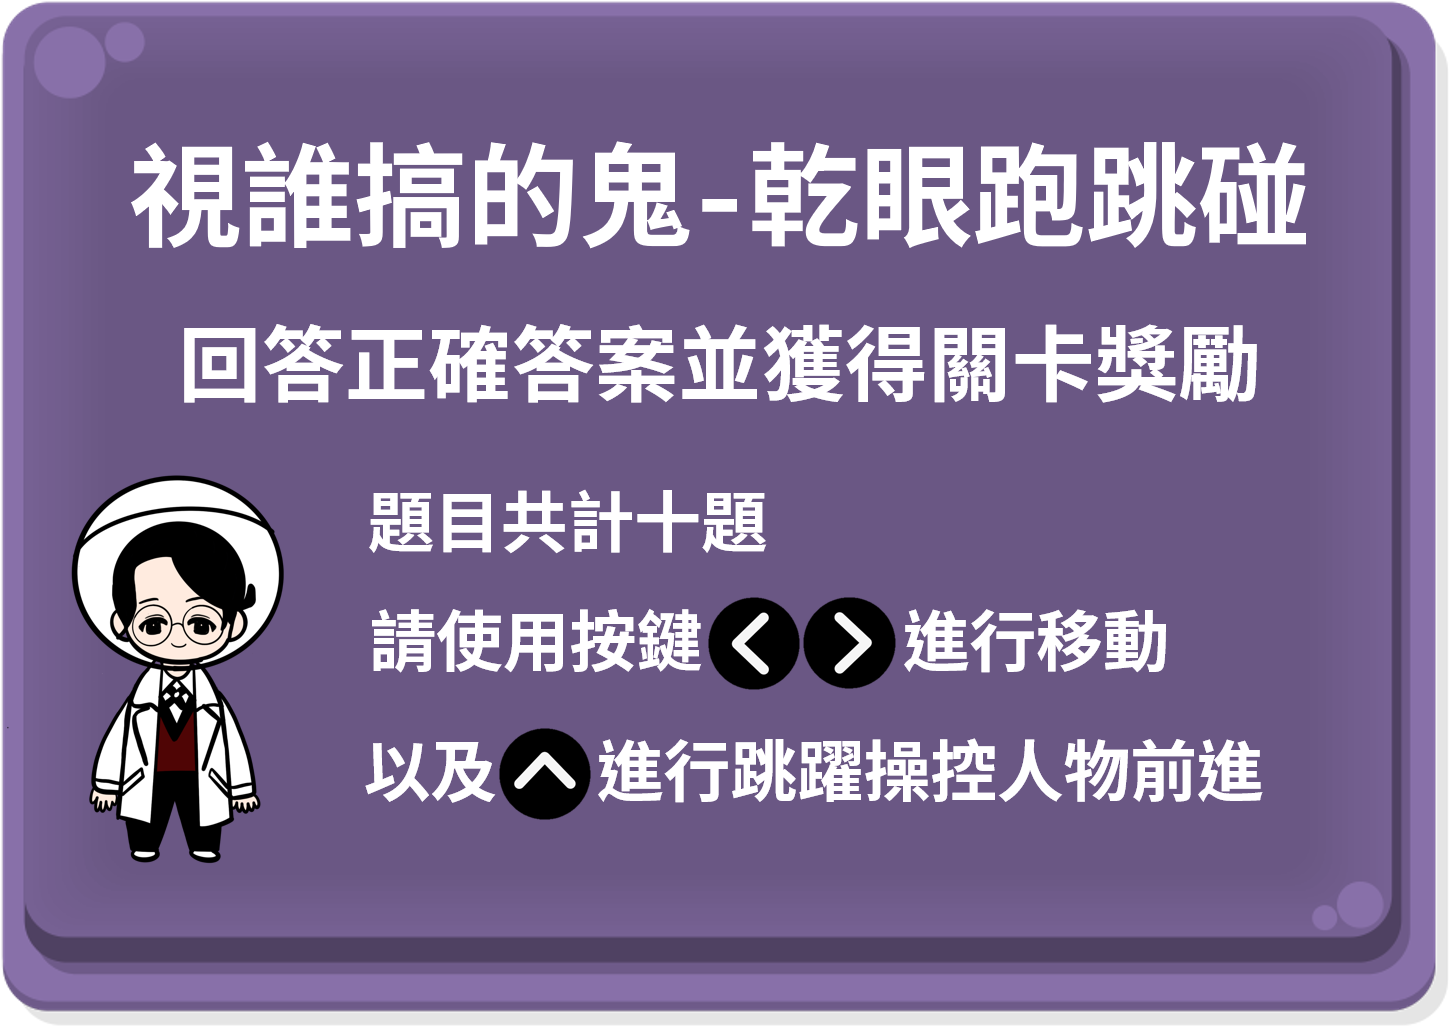 視誰搞的鬼-乾眼跑跳碰
回答正確答案並獲得關卡獎勵
題目共計十題
請使用按鍵<>進行移動
以及^進行跳躍操控人物前進